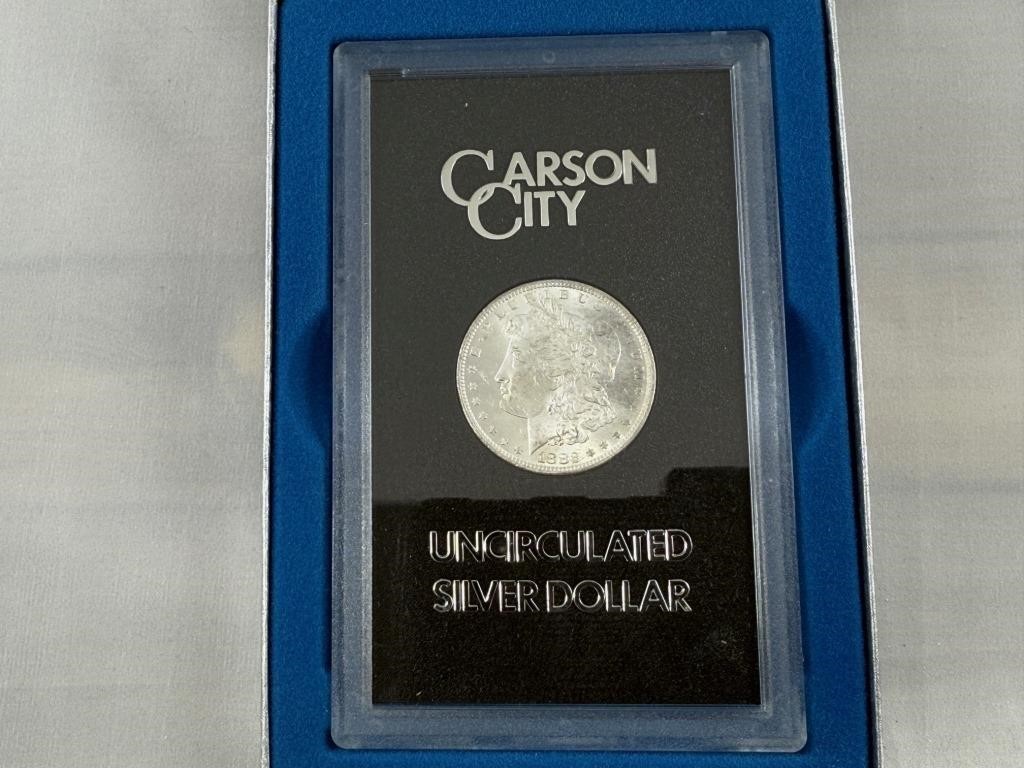 CARSON
CITY
UNCIRCULATED
SILVER DOLLAR